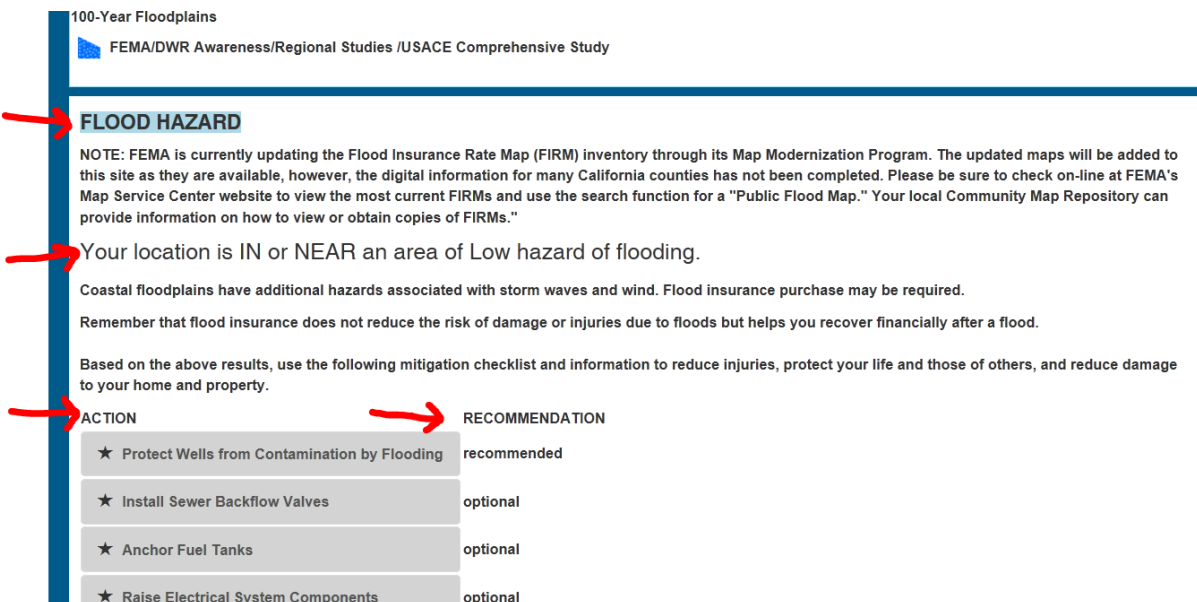 100-Year Floodplains
FEMA/DWR Awareness/Regional Studies /USACE Comprehensive Study
FLOOD HAZARD
NOTE: FEMA is currently updating the Flood Insurance Rate Map (FIRM) inventory through its Map Modernization Program. The updated maps will be added to
this site as they are available, however, the digital information for many California counties has not been completed. Please be sure to check on-line at FEMA's
Map Service Center website to view the most current FIRMs and use the search function for a "Public Flood Map." Your local Community Map Repository can
provide information on how to view or obtain copies of FIRMs."
Your location is IN or NEAR an area of Low hazard of flooding.
Coastal floodplains have additional hazards associated with storm waves and wind. Flood insurance purchase may be required.
Remember that flood insurance does not reduce the risk of damage or injuries due to floods but helps you recover financially after a flood.
Based on the above results, use the following mitigation checklist and information to reduce injuries, protect your life and those of others, and reduce damage
to your home and property.
ACTION RECOMMENDATION
★ Protect Wells from Contamination by Flooding recommended
★ Install Sewer Backflow Valves optional
★ Anchor Fuel Tanks optional
★ Raise Electrical System Components optional